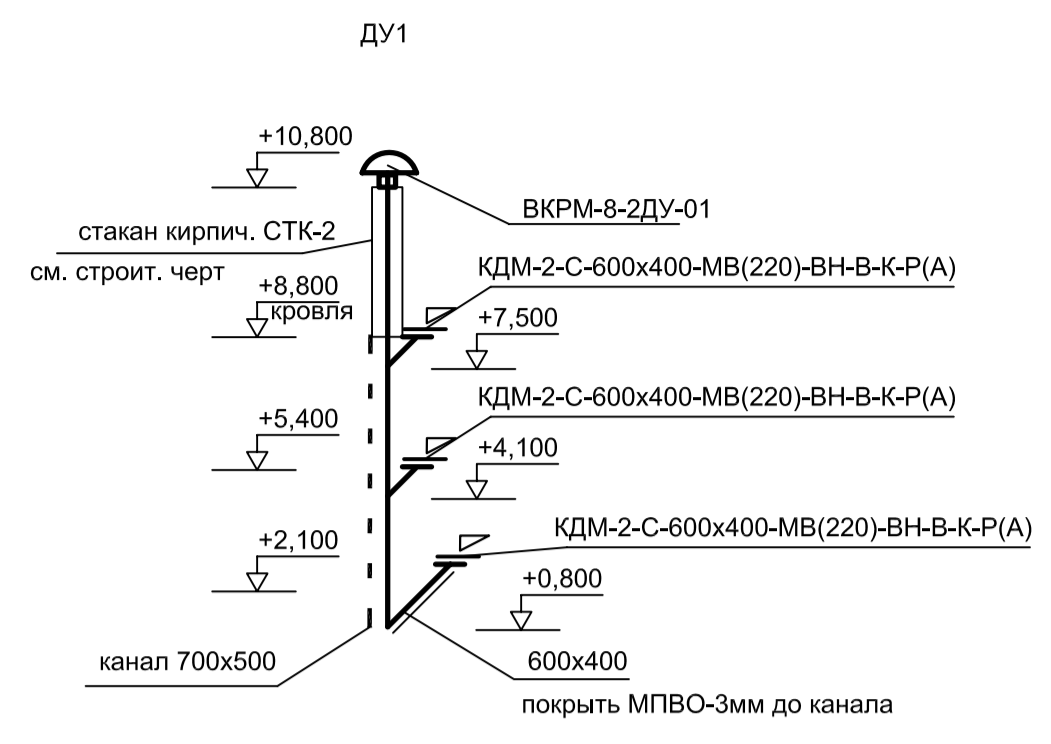 ДУ1
+10,800
ВКРМ-8-2ДУ-01
стакан кирпич. СТК-2
см. строит. черт
КДМ-2-С-600х400-МВ(220)-ВН-В-К-Р(А)
+8,800
кровля
+7,500
КДМ-2-С-600х400-МВ(220)-ВН-В-К-Р(А)
+5,400
+4,100
КДМ-2-С-600х400-МВ(220)-ВН-В-К-Р(А)
+2,100
+0,800
канал 700х500
600х400
покрыть МПВО-3мм до канала